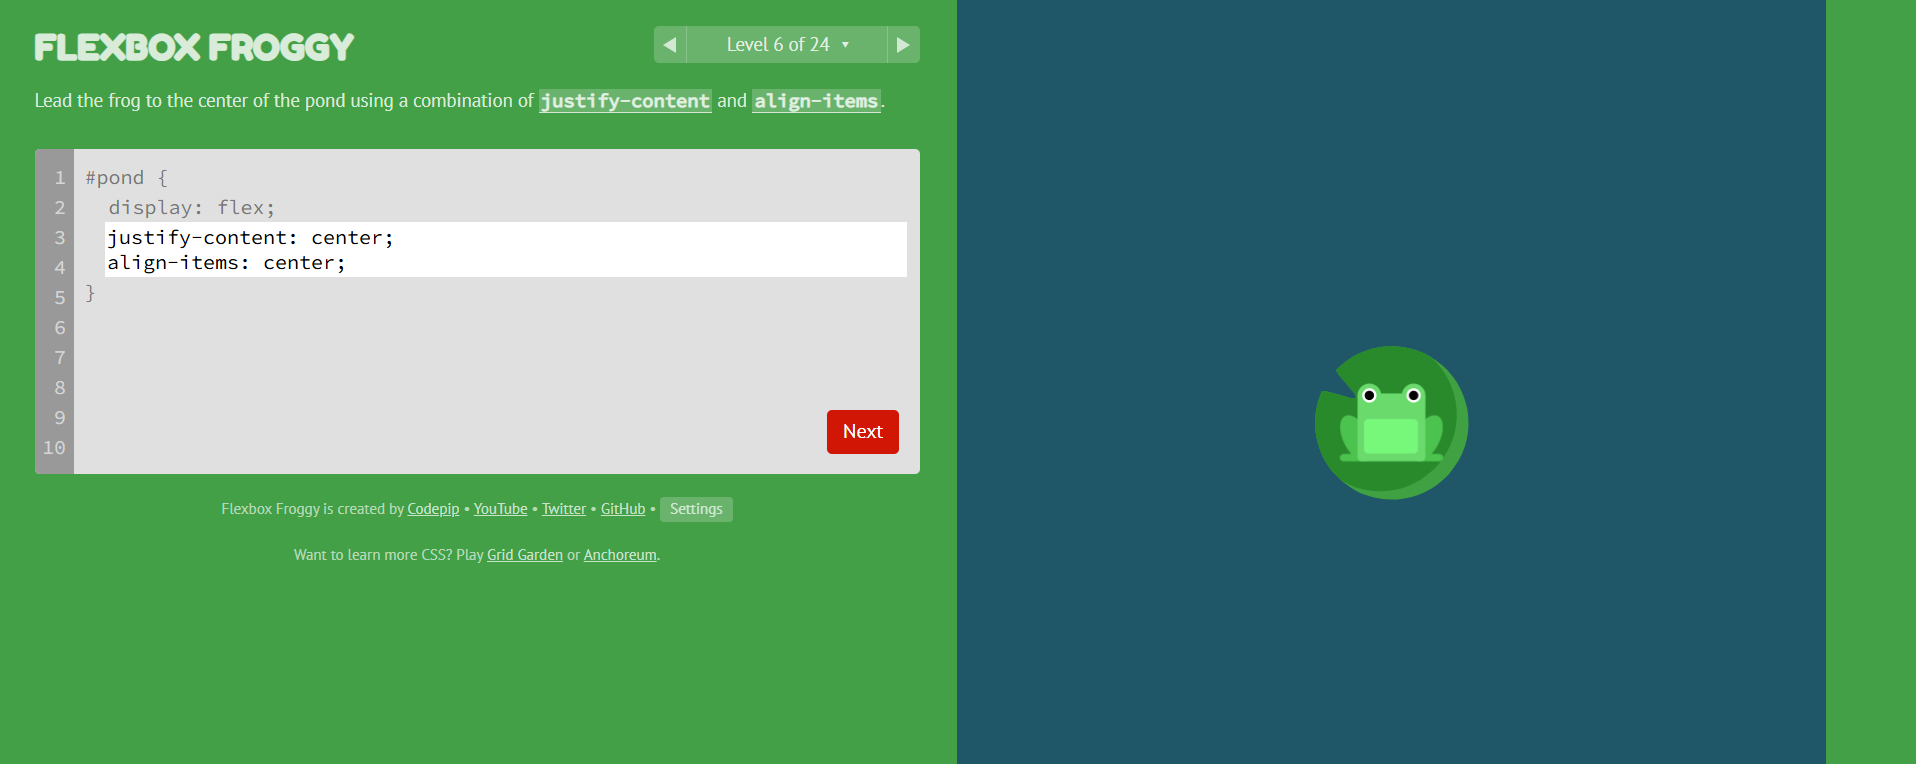 FLEXBOX FROGGY
◀ Level 6 of 24 ▼ ▶
Lead the frog to the center of the pond using a combination of justify-content and align-items.
1 #pond {
2   display: flex;
3   justify-content: center;
4   align-items: center;
5 }
6
7
8
9
10
Next
Flexbox Froggy is created by Codepip • YouTube • Twitter • GitHub • Settings
Want to learn more CSS? Play Grid Garden or Anchoreum.